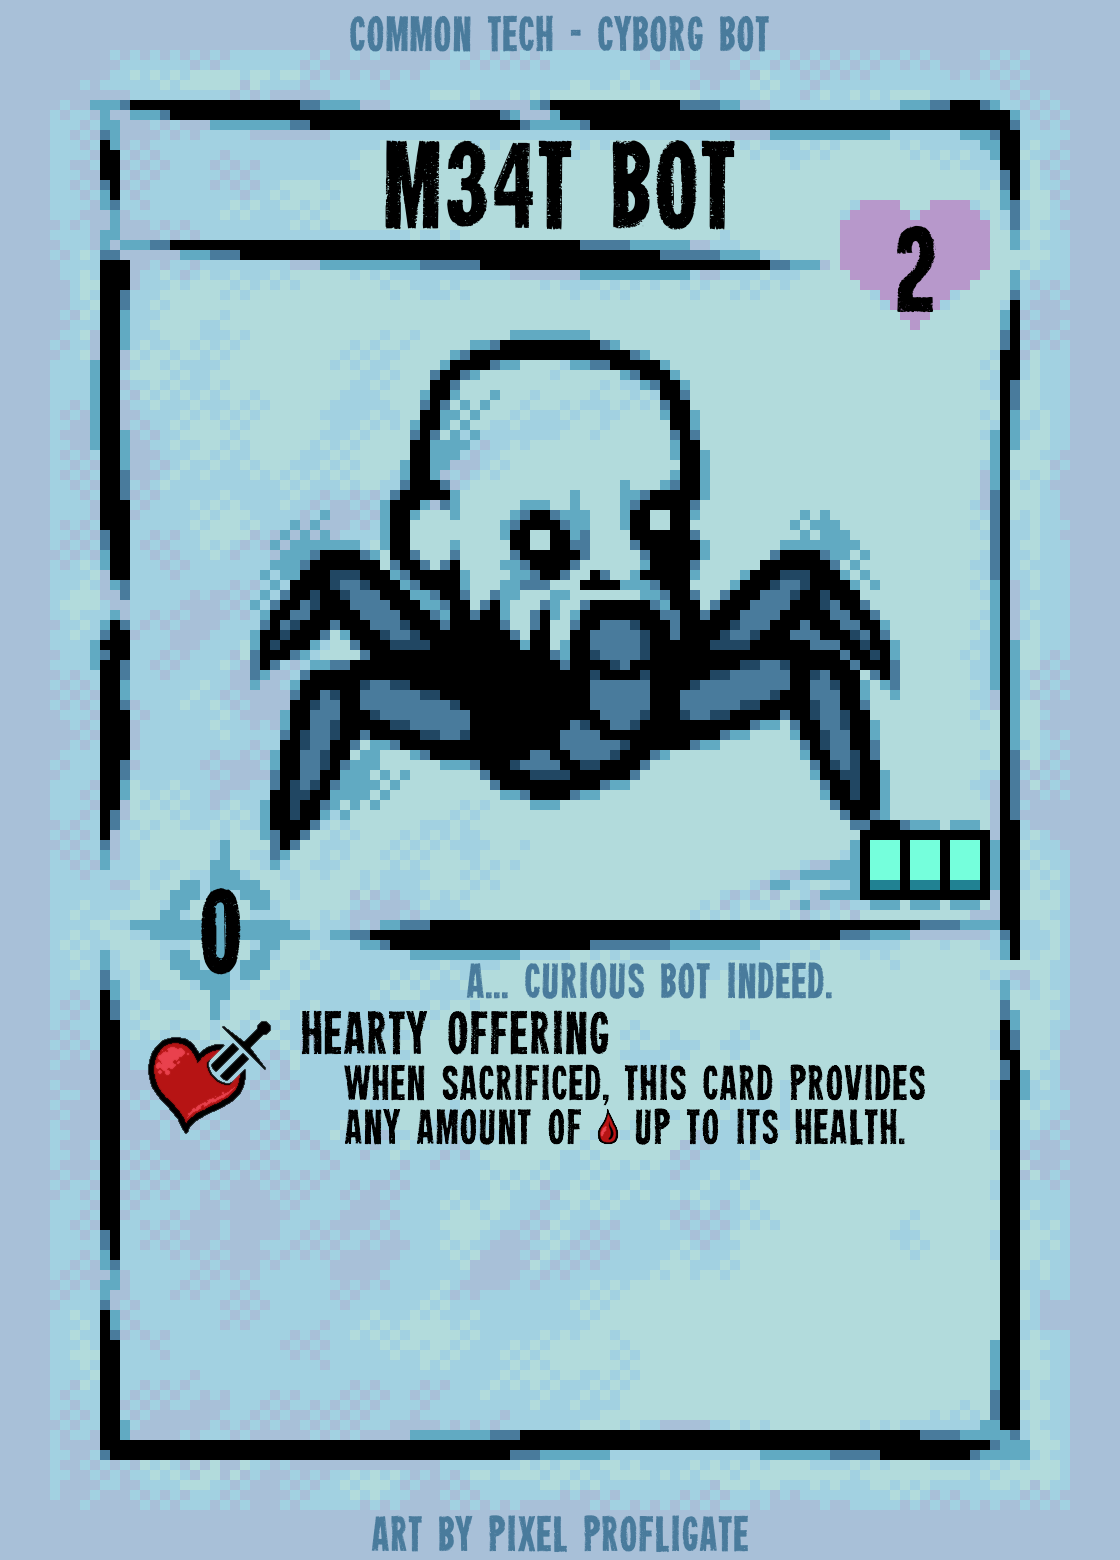 COMMON TECH - CYBORG BOT
M34T BOT
2
0
A... CURIOUS BOT INDEED.
HEARTY OFFERING
WHEN SACRIFICED, THIS CARD PROVIDES
ANY AMOUNT OF UP TO ITS HEALTH.
ART BY PIXEL PROFLIGATE